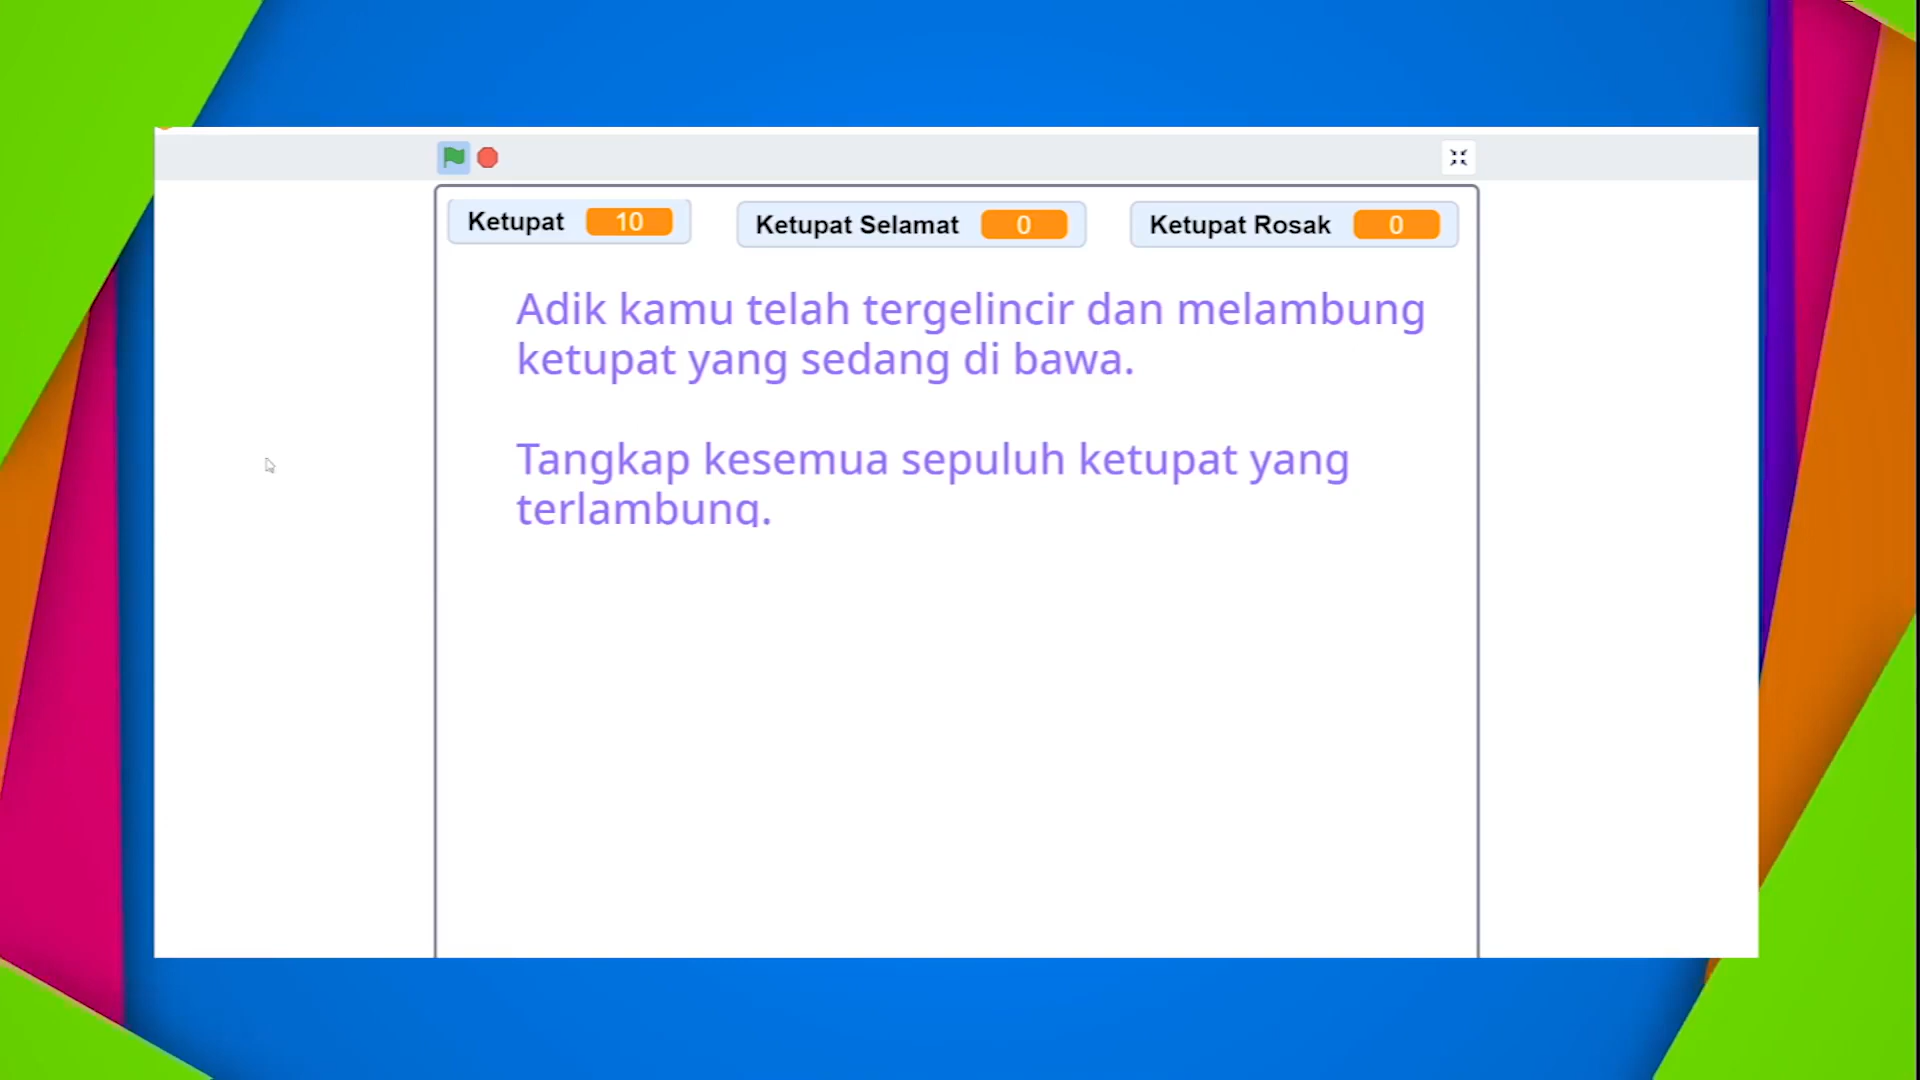 Ketupat 10 Ketupat Selamat 0 Ketupat Rosak 0
Adik kamu telah tergelincir dan melambung
ketupat yang sedang di bawa.
Tangkap kesemua sepuluh ketupat yang
terlambung.